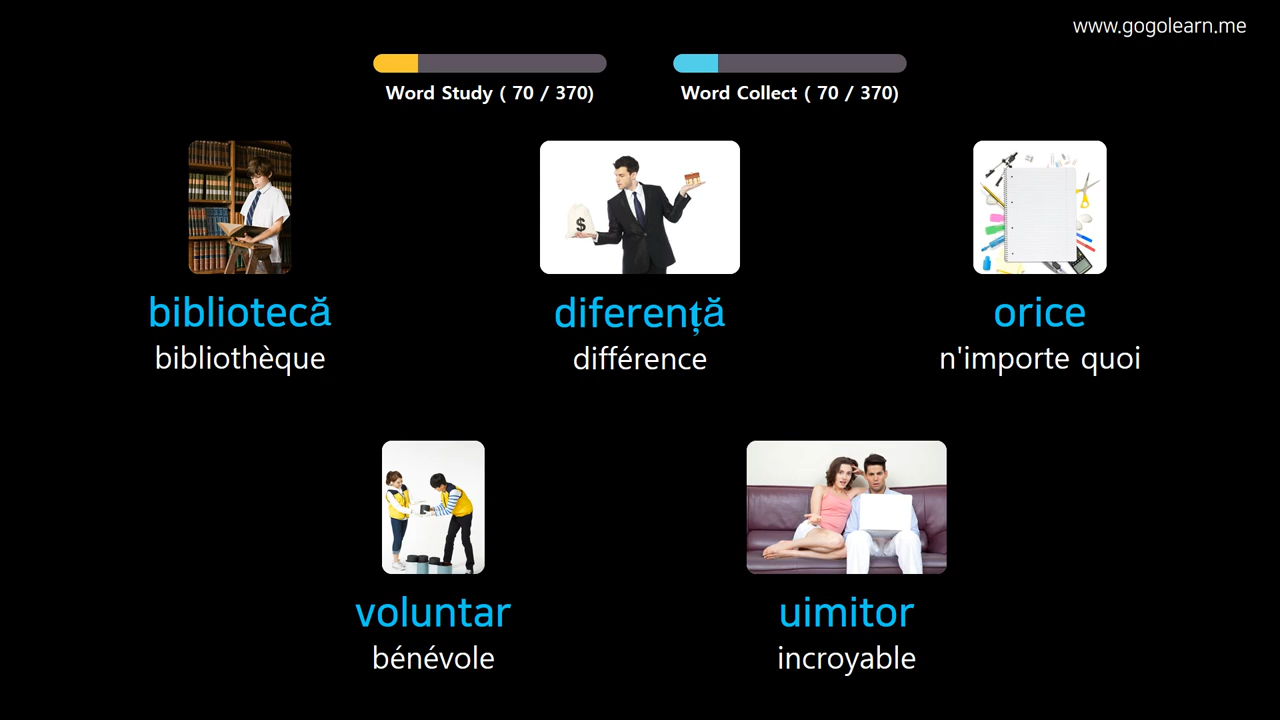 www.gogolearn.me
Word Study ( 70 / 370)
Word Collect ( 70 / 370)
$
bibliotecă
bibliothèque
diferență
différence
orice
n'importe quoi
voluntar
bénévole
uimitor
incroyable